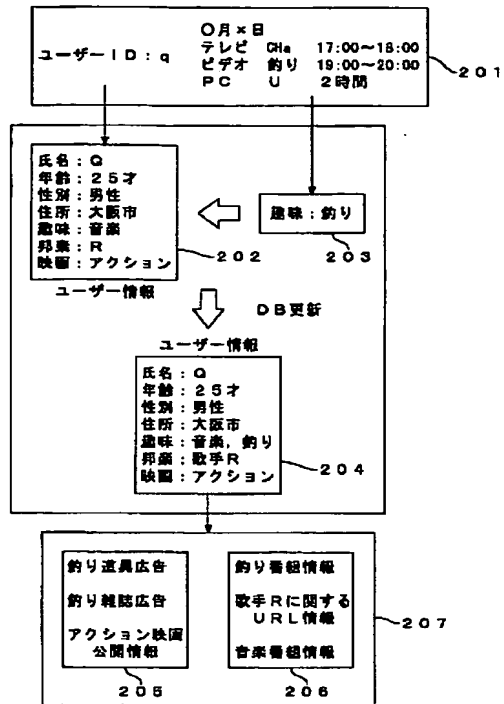 〇月×日
ユーザーＩＤ：q
テレビ CHa 17:00～18:00
ビデオ 釣り 19:00～20:00
ＰＣ Ｕ ２時間
２０１
氏名：Ｑ
年齢：２５才
性別：男性
住所：大阪市
趣味：音楽
邦楽：Ｒ
映画：アクション
２０２
ユーザー情報
趣味：釣り
２０３
ＤＢ更新
ユーザー情報
氏名：Ｑ
年齢：２５才
性別：男性
住所：大阪市
趣味：音楽，釣り
邦楽：歌手Ｒ
映画：アクション
２０４
釣り道具広告
釣り雑誌広告
アクション映画
公開情報
２０５
釣り番組情報
歌手Ｒに関する
ＵＲＬ情報
音楽番組情報
２０６
２０７